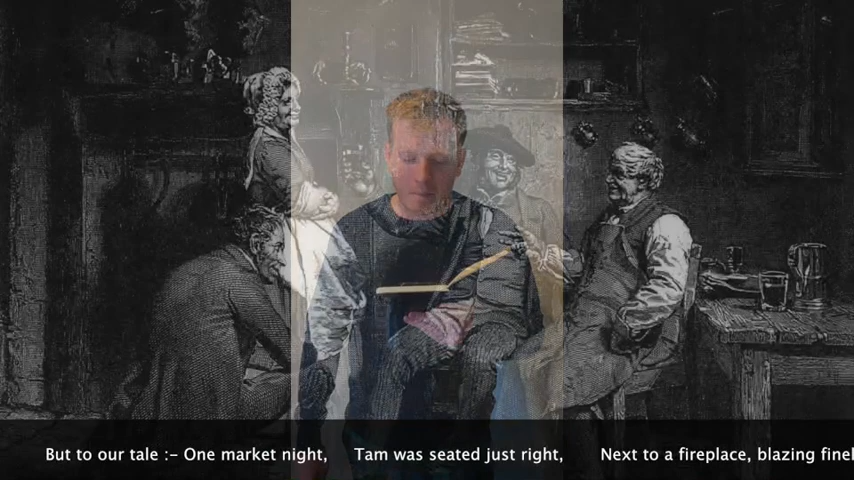 But to our tale :- One market night, Tam was seated just right, Next to a fireplace, blazing finel